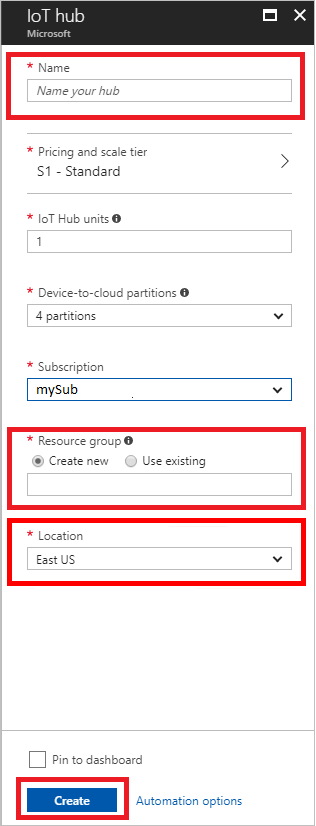 IoT hub
Microsoft
* Name
Name your hub
* Pricing and scale tier
S1 - Standard
* IoT Hub units
1
* Device-to-cloud partitions
4 partitions
* Subscription
mySub
* Resource group
Create new Use existing
* Location
East US
Pin to dashboard
Create Automation options